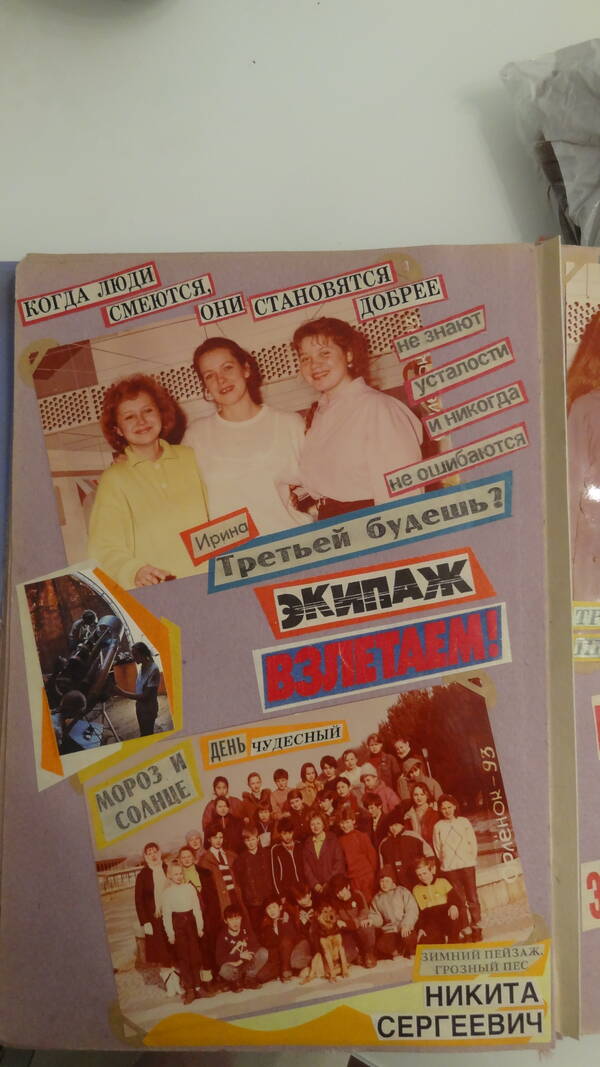 КОГДА ЛЮДИ
СМЕЮТСЯ,
ОНИ
СТАНОВЯТСЯ
ДОБРЕЕ
не знают
усталости
и никогда
не ошибаются
Ирина
Третьей будешь?
ЭКИПАЖ
ВЗЛЕТАЕМ!
МОРОЗ И
СОЛНЦЕ
ДЕНЬ ЧУДЕСНЫЙ
Орленок-93
ЗИМНИЙ ПЕЙЗАЖ.
ГРОЗНЫЙ ПЕС
НИКИТА
СЕРГЕЕВИЧ